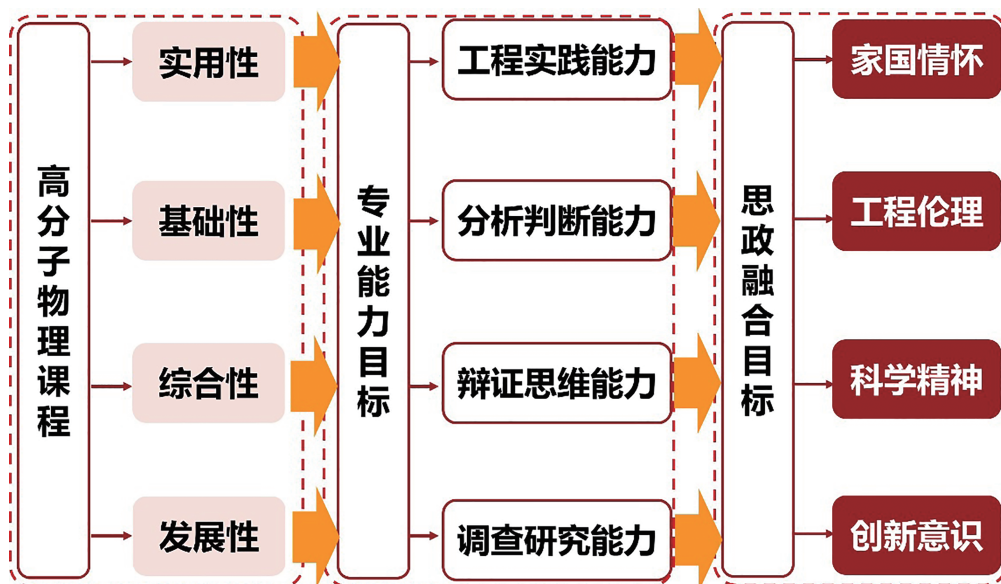 高分子物理课程
实用性
基础性
综合性
发展性
专业能力目标
工程实践能力
分析判断能力
辩证思维能力
调查研究能力
思政融合目标
家国情怀
工程伦理
科学精神
创新意识